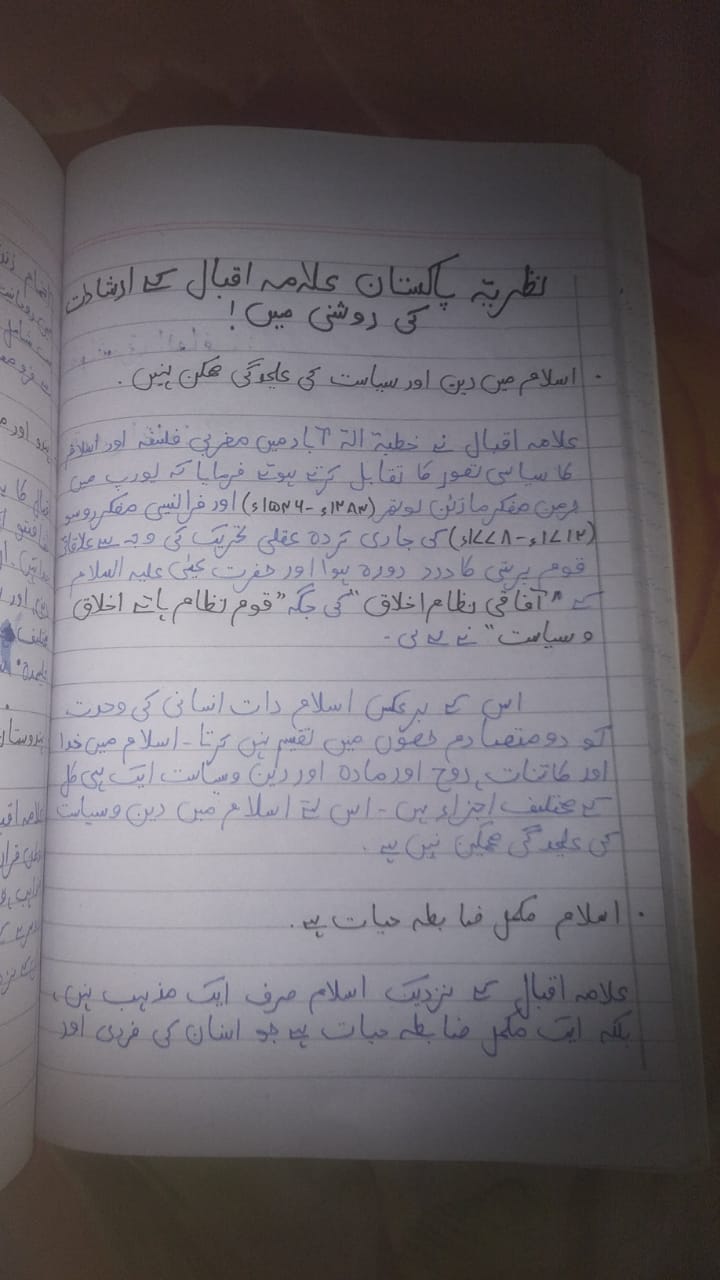 نظریہ پاکستان علامہ اقبال کے ارشادات
کی روشنی میں!
۰ اسلام میں دین اور سیاست کی علیحدگی ممکن نہیں۔
علامہ اقبال نے خطبۂ الہ آباد میں مغربی فلسفہ اور اسلام
کا سیاسی تصور کا تقابل کرتے ہوئے فرمایا کہ یورپ میں
جرمن مفکر مارٹن لوتھر (۱۴۸۳ء-۱۵۴۶ء) اور فرانسیسی مفکر روسو
(۱۷۱۲ء-۱۷۷۸ء) کی جاری کردہ عقلی تحریک کی وجہ سے علاقائی
قوم پرستی کا دور دورہ ہوا اور حضرت عیسٰی علیہ السلام
کے "آفاقی نظام اخلاق" کی جگہ "قوم نظام ہائے اخلاق
و سیاست" نے لے لی۔
اس کے برعکس اسلام ذات انسانی کی وحدت
کو دو متصادم حصوں میں تقسیم نہیں کرتا۔ اسلام میں خدا
اور کائنات، روح اور مادہ اور دین و سیاست ایک ہی کل
کے مختلف اجزاء ہیں۔ اس لئے اسلام میں دین و سیاست
کی علیحدگی ممکن نہیں ہے۔
۰ اسلام مکمل ضابطہ حیات ہے۔
علامہ اقبال کے نزدیک اسلام صرف ایک مذہب نہیں،
بلکہ ایک مکمل ضابطہ حیات ہے جو انسان کی فردی اور